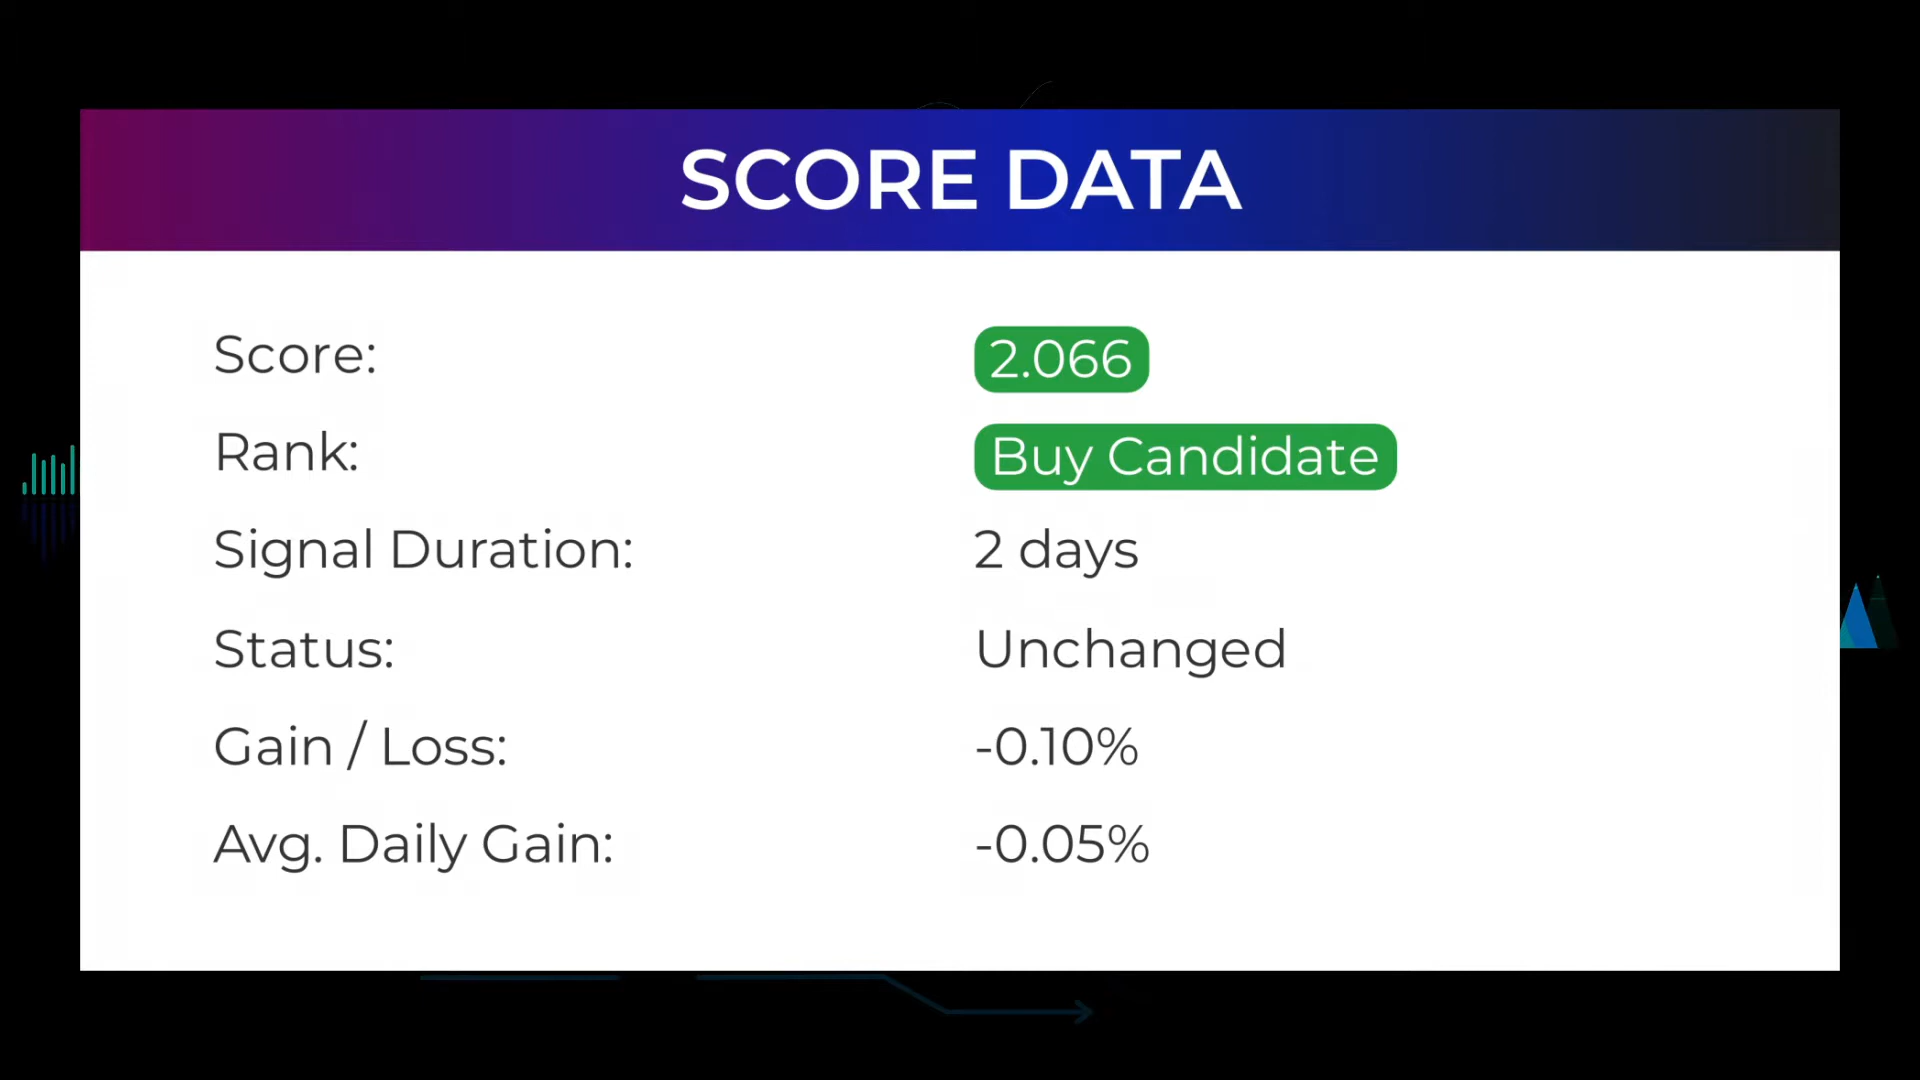 SCORE DATA
Score: 2.066
Rank: Buy Candidate
Signal Duration: 2 days
Status: Unchanged
Gain / Loss: -0.10%
Avg. Daily Gain: -0.05%